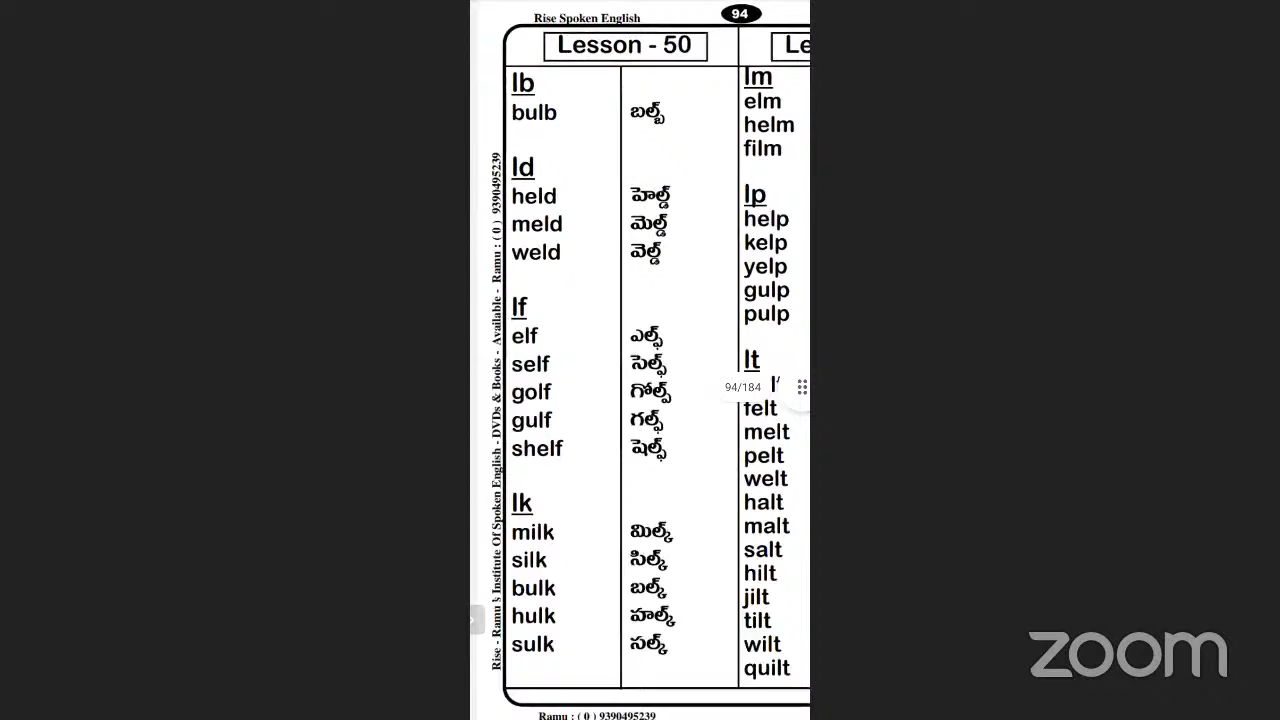 Rise Spoken English
94
Lesson - 50
lb
bulb బల్బ్
ld
held హెల్డ్
meld మెల్డ్
weld వెల్డ్
lf
elf ఎల్ఫ్
self సెల్ఫ్
golf గోల్ఫ్
gulf గల్ఫ్
shelf షెల్ఫ్
lk
milk మిల్క్
silk సిల్క్
bulk బల్క్
hulk హల్క్
sulk సల్క్
Le
lm
elm
helm
film
lp
help
kelp
yelp
gulp
pulp
lt
94/184
felt
melt
pelt
welt
halt
malt
salt
hilt
jilt
tilt
wilt
quilt
Rise - Ramu's Institute Of Spoken English - DVDs & Books - Available - Ramu : ( 0 ) 9390495239
Ramu : ( 0 ) 9390495239
zoom